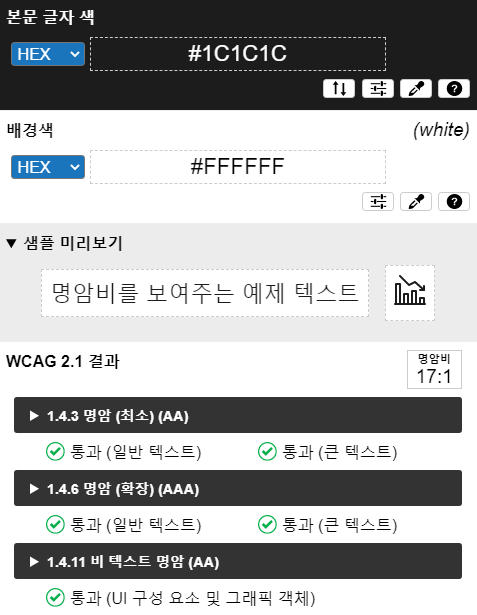 본문 글자 색
HEX #1C1C1C
배경색 (white)
HEX #FFFFFF
▼ 샘플 미리보기
명암비를 보여주는 예제 텍스트
WCAG 2.1 결과
명암비
17:1
▶ 1.4.3 명암 (최소) (AA)
통과 (일반 텍스트) 통과 (큰 텍스트)
▶ 1.4.6 명암 (확장) (AAA)
통과 (일반 텍스트) 통과 (큰 텍스트)
▶ 1.4.11 비 텍스트 명암 (AA)
통과 (UI 구성 요소 및 그래픽 객체)